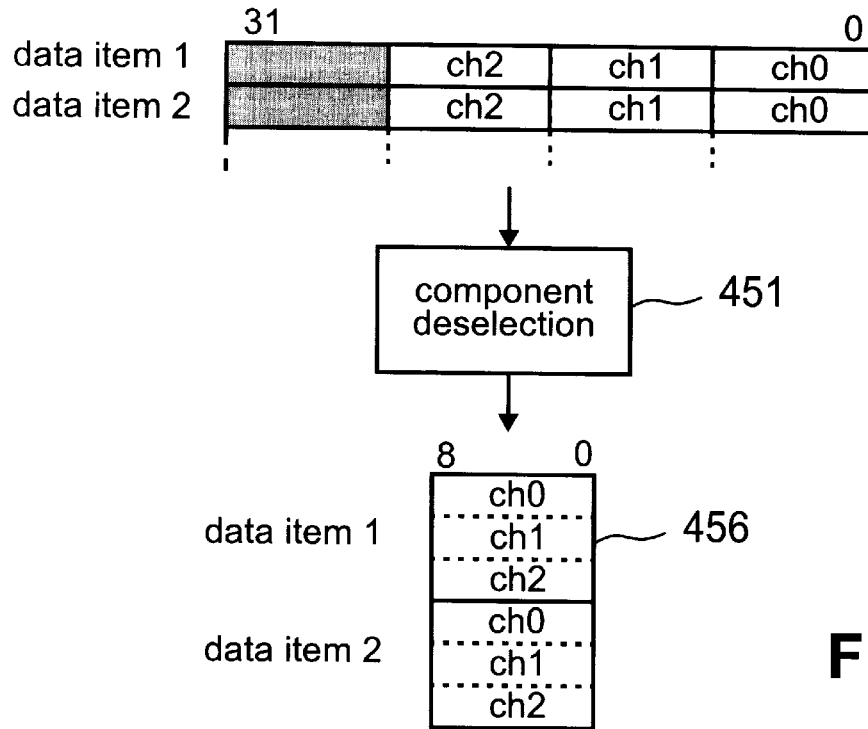 31 0
data item 1 ch2 ch1 ch0
data item 2 ch2 ch1 ch0
component
deselection
451
8 0
ch0
data item 1 ch1
456
ch2
ch0
data item 2 ch1
ch2
F